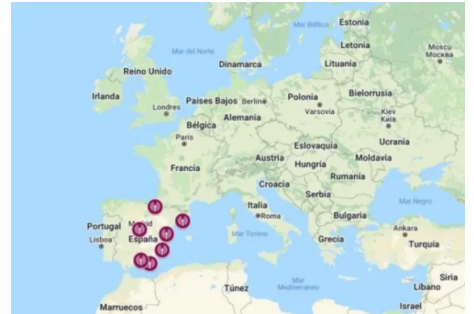 Estonia
Mar Báltico
Letonia
Moscú
Москва
Mar del Norte
Dinamarca
Lituania
Reino Unido
Irlanda
Bielorrusia
Países Bajos
Berlino
Polonia
Londres
Varsovia
Alemania
Kiev
Київ
Bélgica
París
Ucrania
Eslovaquia
Austria
Moldavia
Hungría
Francia
Rumanía
Croacia
Serbia
Italia
Mar Negro
Roma
Bulgaria
Portugal
España
Lisboa
Mar Tirreno
Ankara
Grecia
Turquía
Siria
Túnez
Mar
Mediterráneo
Líbano
Israel
Marruecos